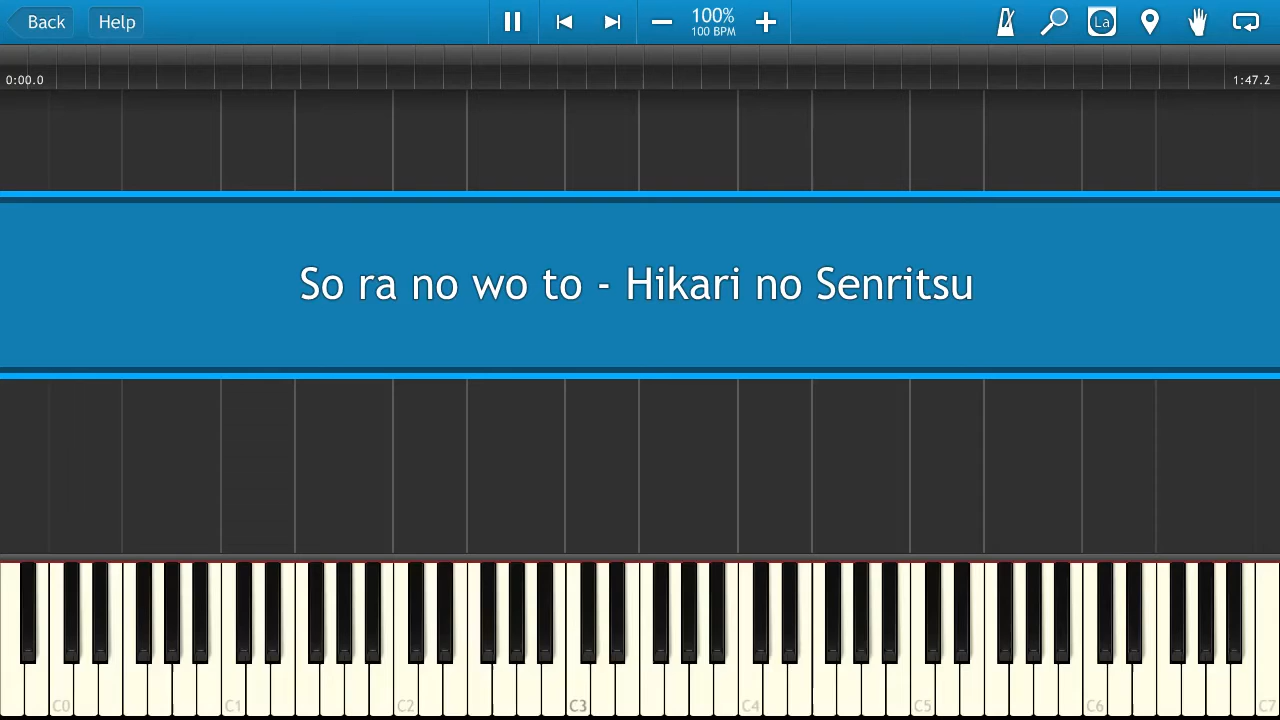 Back Help 100% La
100 BPM
0:00.0 1:47.2
So ra no wo to - Hikari no Senritsu
C0 C1 C2 C3 C4 C5 C6 C7